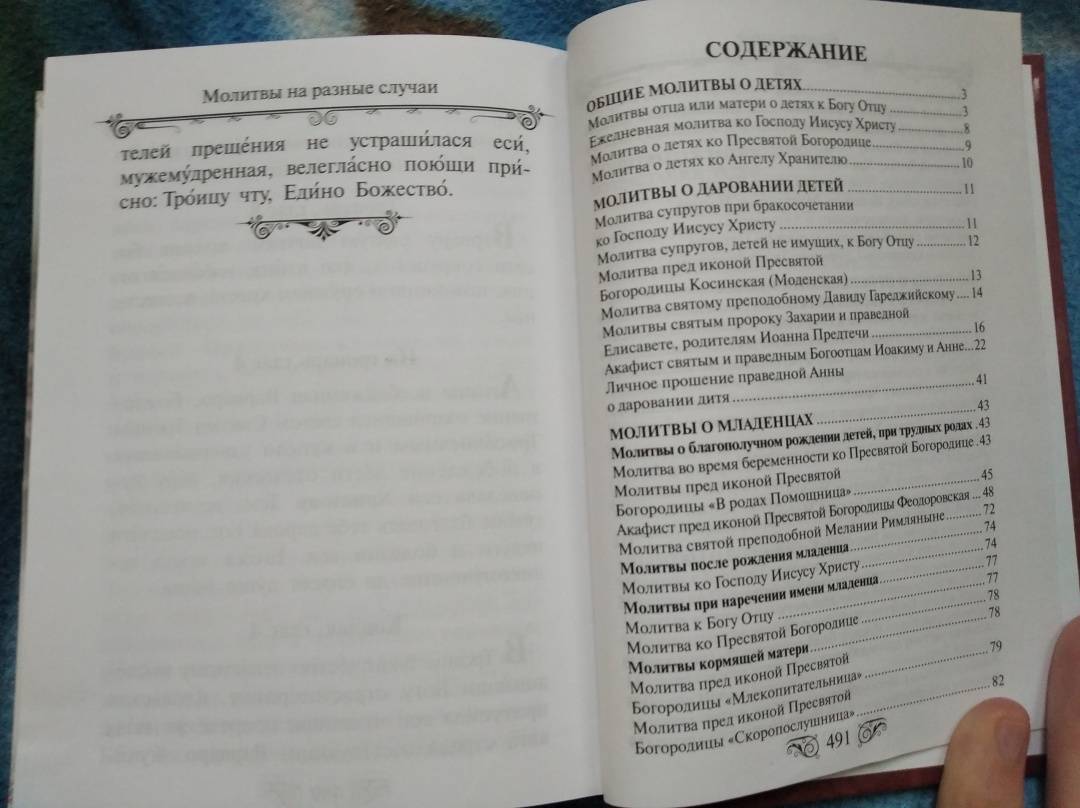 Молитвы на разные случаи
телей преще́ния не устраши́лася еси́,
мужему́дренная, велегла́сно пою́щи при́-
сно: Тро́ицу чту, Еди́но Божество́.
СОДЕРЖАНИЕ
ОБЩИЕ МОЛИТВЫ О ДЕТЯХ....................3
Молитвы отца или матери о детях к Богу Отцу ............3
Ежедневная молитва ко Господу Иисусу Христу ............8
Молитва о детях ко Пресвятой Богородице....................9
Молитва о детях ко Ангелу Хранителю....................10
МОЛИТВЫ О ДАРОВАНИИ ДЕТЕЙ ....................11
Молитва супругов при бракосочетании
ко Господу Иисусу Христу ....................11
Молитва супругов, детей не имущих, к Богу Отцу ..........12
Молитва пред иконой Пресвятой
Богородицы Косинская (Моденская) ....................13
Молитва святому преподобному Давиду Гареджийскому ....14
Молитвы святым пророку Захарии и праведной
Елисавете, родителям Иоанна Предтечи ....................16
Акафист святым и праведным Богоотцам Иоакиму и Анне...22
Личное прошение праведной Анны
о даровании дитя ....................41
МОЛИТВЫ О МЛАДЕНЦАХ ....................43
Молитвы о благополучном рождении детей, при трудных родах .43
Молитва во время беременности ко Пресвятой Богородице .43
Молитвы пред иконой Пресвятой
Богородицы «В родах Помощница» ....................45
Акафист пред иконой Пресвятой Богородицы Феодоровская ...48
Молитва святой преподобной Мелании Римляныне..........72
Молитвы после рождения младенца....................74
Молитвы ко Господу Иисусу Христу ....................74
Молитвы при наречении имени младенца....................77
Молитва к Богу Отцу ....................77
Молитва ко Пресвятой Богородице ....................78
Молитвы кормящей матери....................78
Молитва пред иконой Пресвятой
Богородицы «Млекопитательница» ....................79
Молитва пред иконой Пресвятой
Богородицы «Скоропослушница»....................82
491